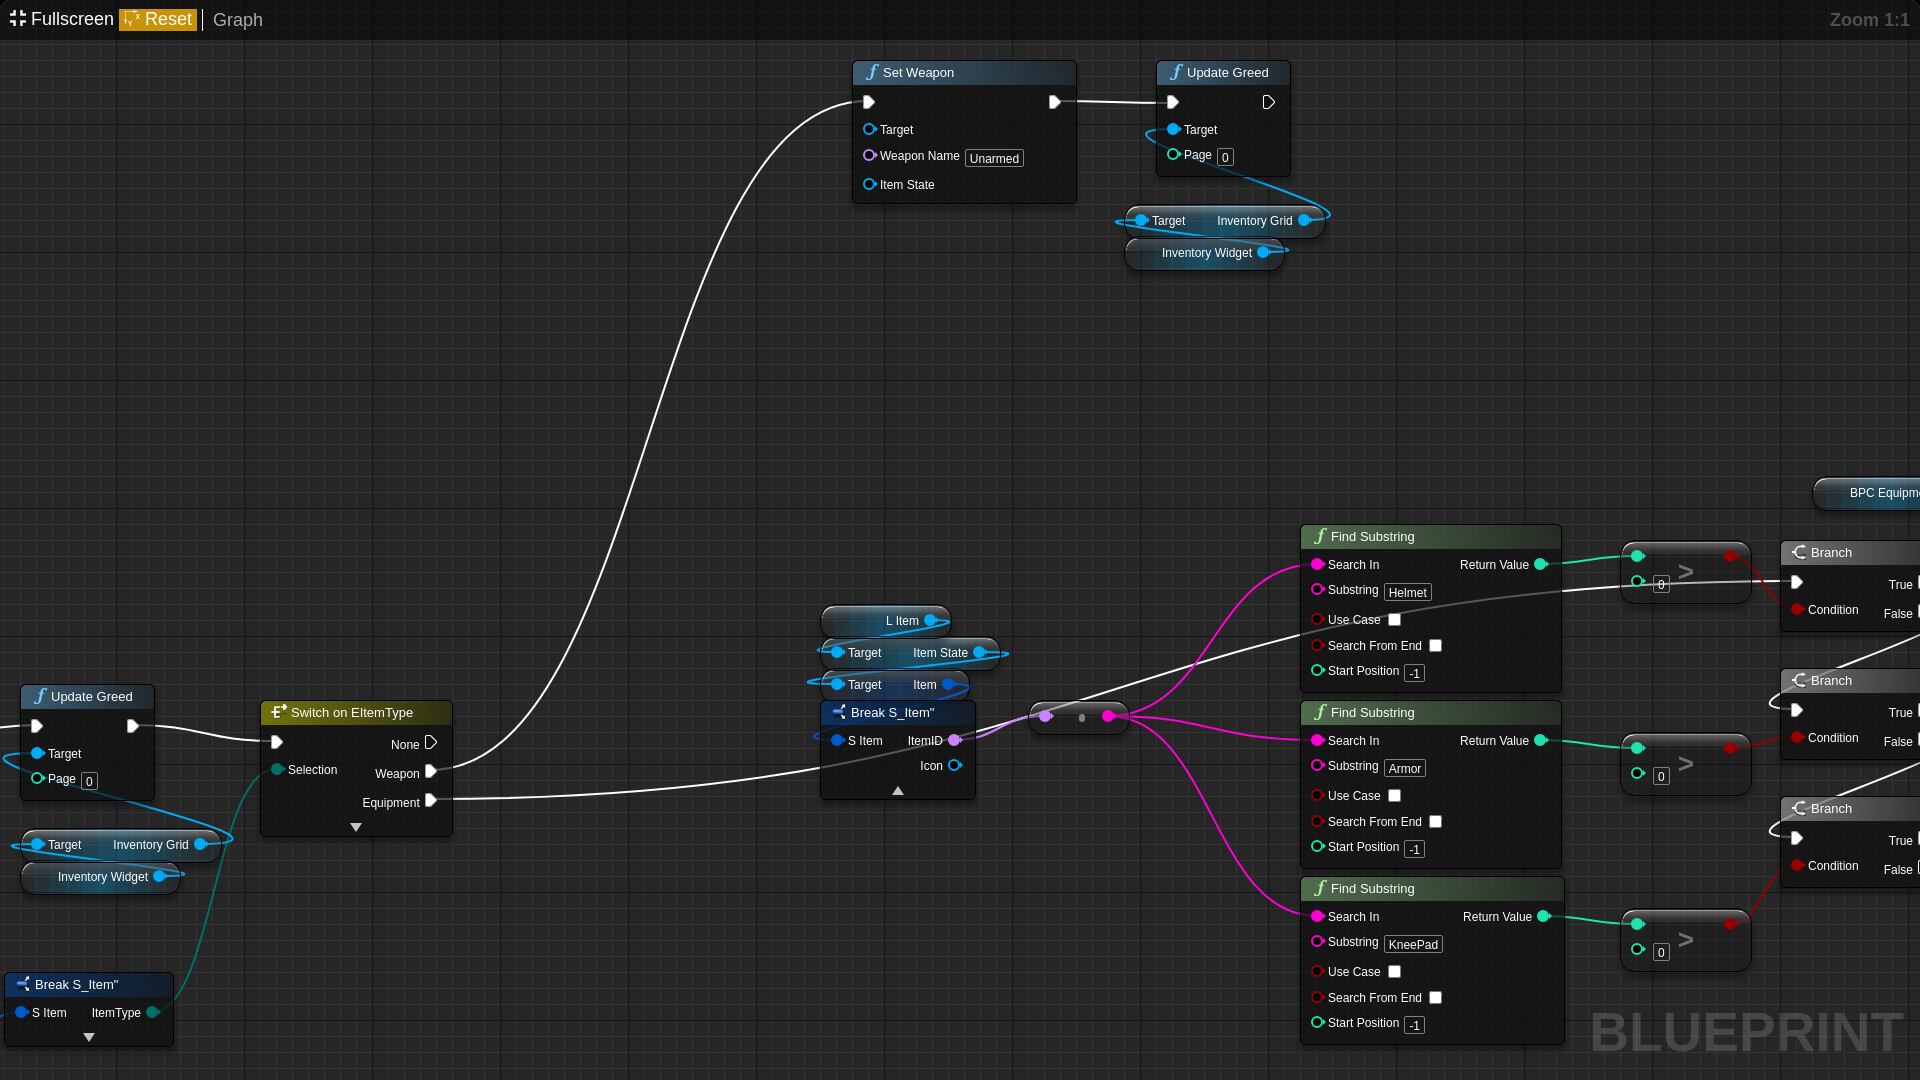 Fullscreen Reset Graph
Zoom 1:1
Set Weapon
Target
Weapon Name Unarmed
Item State
Update Greed
Target
Page 0
Target Inventory Grid
Inventory Widget
BPC Equipm
Find Substring
Search In Return Value
Substring Helmet
Use Case
Search From End
Start Position -1
0 >
Branch
True
Condition
False
L Item
Target Item State
Target Item
Break S_Item"
S Item ItemID
Icon
Update Greed
Target
Page 0
Target Inventory Grid
Inventory Widget
Switch on EItemType
None
Selection
Weapon
Equipment
Find Substring
Search In Return Value
Substring Armor
Use Case
Search From End
Start Position -1
0 >
Branch
True
Condition
False
Branch
True
Condition
False
Find Substring
Search In Return Value
Substring KneePad
Use Case
Search From End
Start Position -1
0 >
Break S_Item"
S Item ItemType
BLUEPRINT